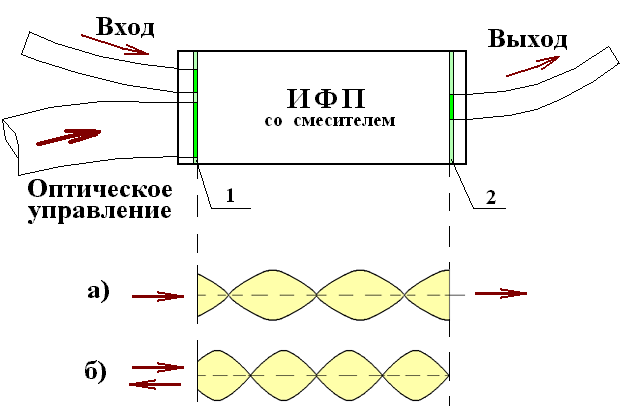 Вход
Выход
ИФП
со смесителем
Оптическое
управление
1
2
а)
б)